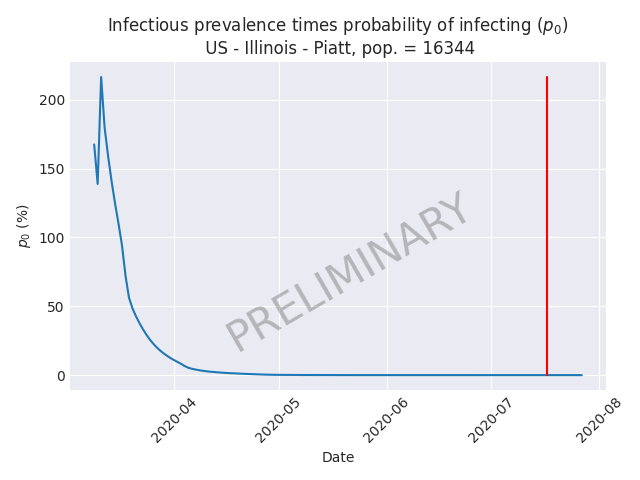 Infectious prevalence times probability of infecting (p₀)
US - Illinois - Piatt, pop. = 16344
200
150
100
50
0
p₀ (%)
PRELIMINARY
2020-04
2020-05
2020-06
2020-07
2020-08
Date